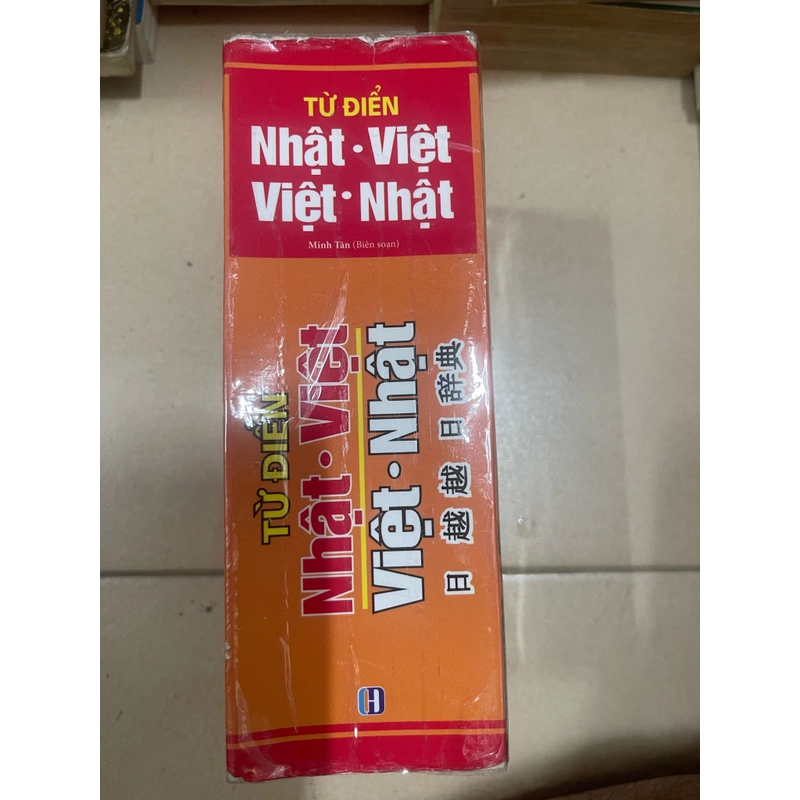 TỪ ĐIỂN
Nhật · Việt
Việt · Nhật
Minh Tân (Biên soạn)
TỪ ĐIỂN
Nhật · Việt
Việt · Nhật
日越越日辞典